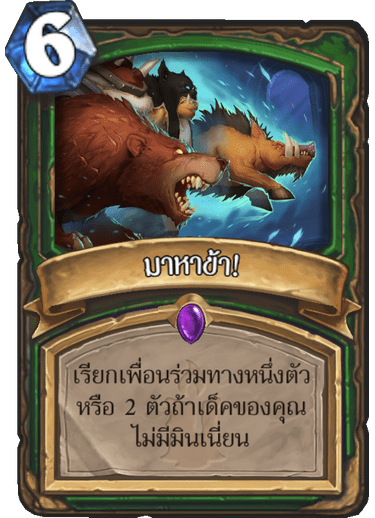 6
มาหาข้า!
เรียกเพื่อนร่วมทางหนึ่งตัว
หรือ 2 ตัวถ้าเด็คของคุณ
ไม่มีมินเนี่ยน